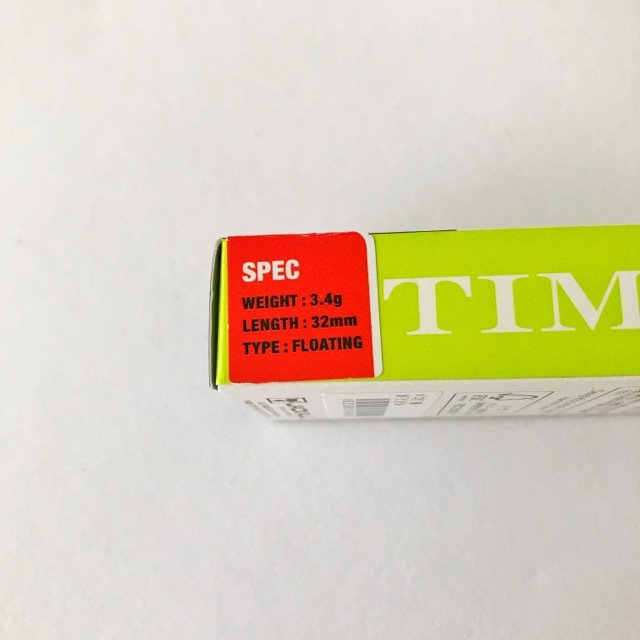 SPEC
WEIGHT : 3.4g
LENGTH : 32mm
TYPE : FLOATING
TIM